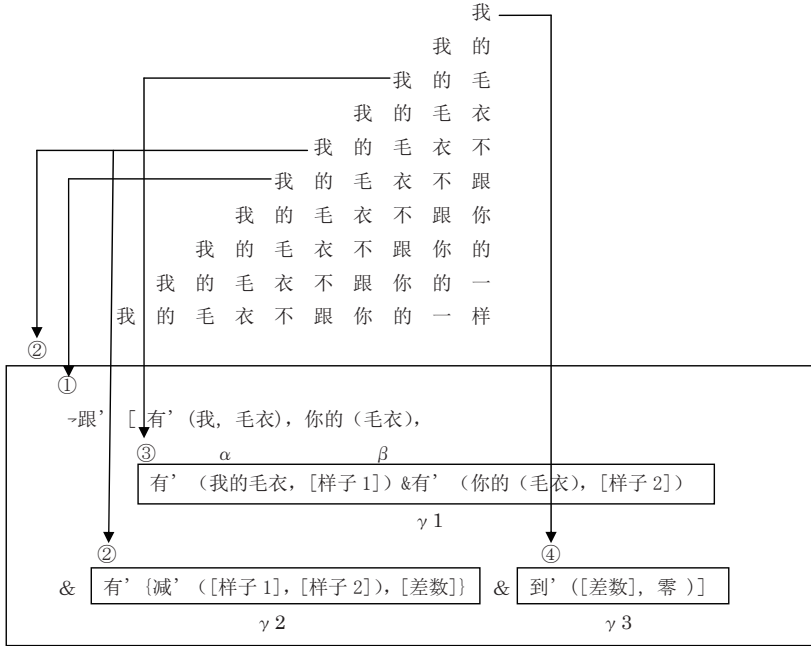 我
我 的
我 的 毛
我 的 毛 衣
我 的 毛 衣 不
我 的 毛 衣 不 跟
我 的 毛 衣 不 跟 你
我 的 毛 衣 不 跟 你 的
我 的 毛 衣 不 跟 你 的 一
我 的 毛 衣 不 跟 你 的 一 样
②
①
¬跟’ [ 有’(我, 毛衣), 你的（毛衣),
③ α β
有’（我的毛衣, [样子 1]）&有’（你的（毛衣), [样子 2]）
γ 1
② ④
& 有’{减’（[样子 1], [样子 2]), [差数]} & 到’([差数], 零 )]
γ 2 γ 3